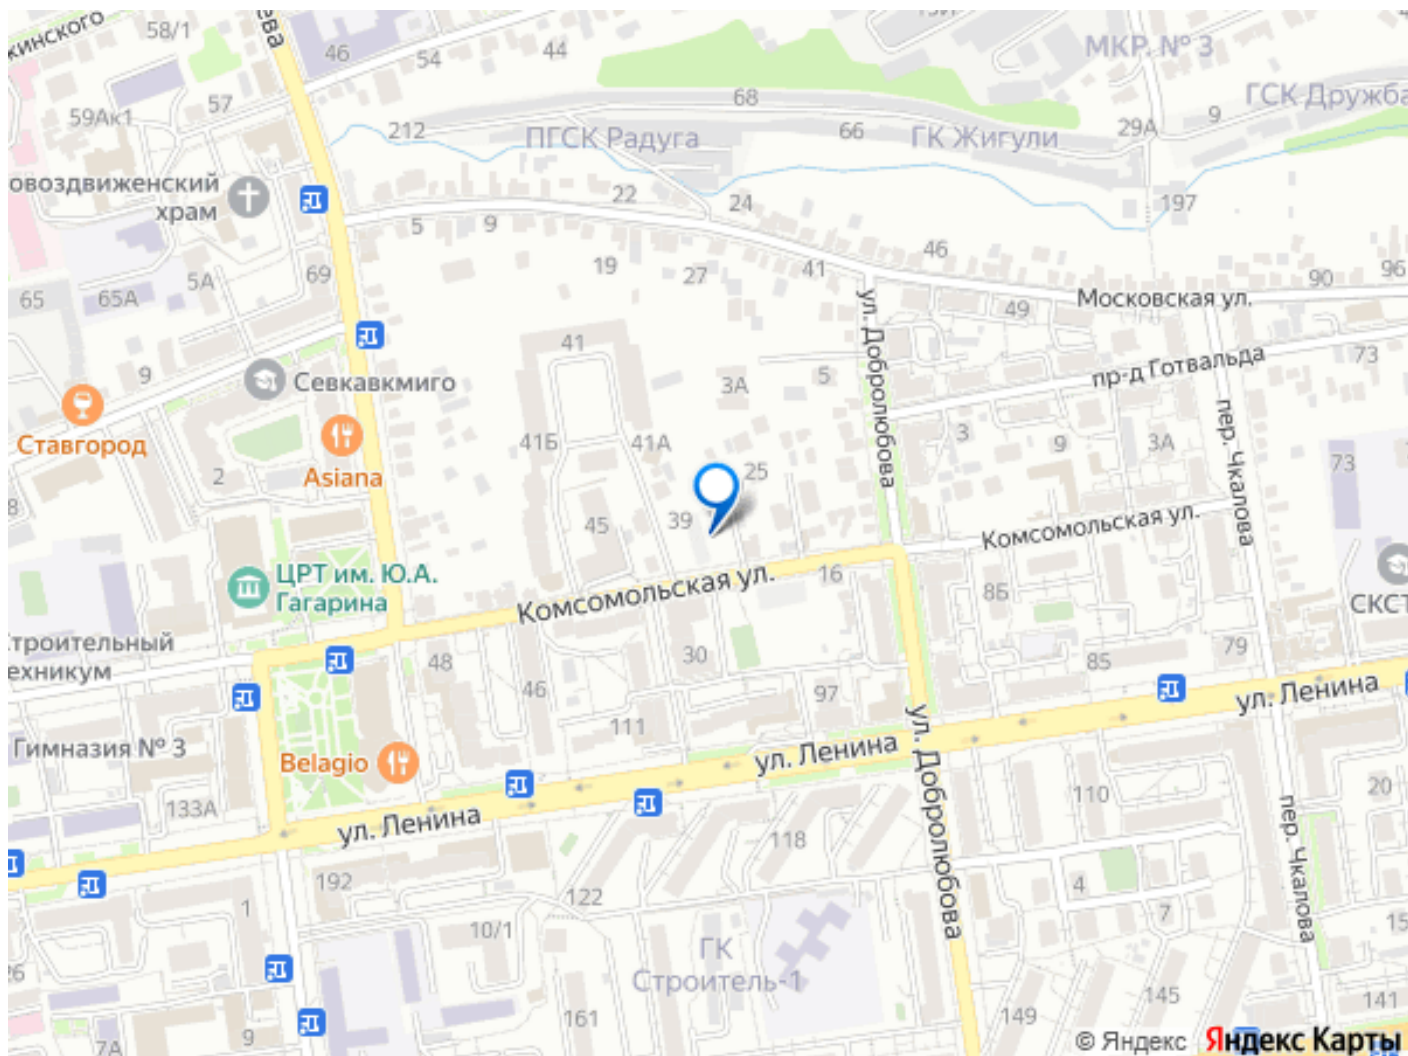 кинского
58/1
ева
46
54
44
МКР. № 3
59Ак1
57
212
68
ПГСК Радуга
66
ГК Жигули
29А
9
ГСК Дружба
овоздвиженский
храм
5
9
22
24
197
5А
69
19
27
41
46
90
96
65
65А
49
Московская ул.
ул. Добролюбова
9
Севкавкмиго
41
3А
5
пр-д Готвальда
73
Ставгород
Asiana
2
41Б
41А
25
3
9
3А
пер. Чкалова
73
8
45
39
Комсомольская ул.
ЦРТ им. Ю.А.
Гагарина
Комсомольская ул.
16
8Б
СКСТ
троительный
ехникум
48
46
30
97
85
79
ул. Ленина
Гимназия № 3
Belagio
111
ул. Ленина
ул. Добролюбова
133А
ул. Ленина
118
110
20
пер. Чкалова
192
122
4
7
1
10/1
ГК
Строитель-1
15
26
9
7А
161
149
145
141
© Яндекс Яндекс Карты